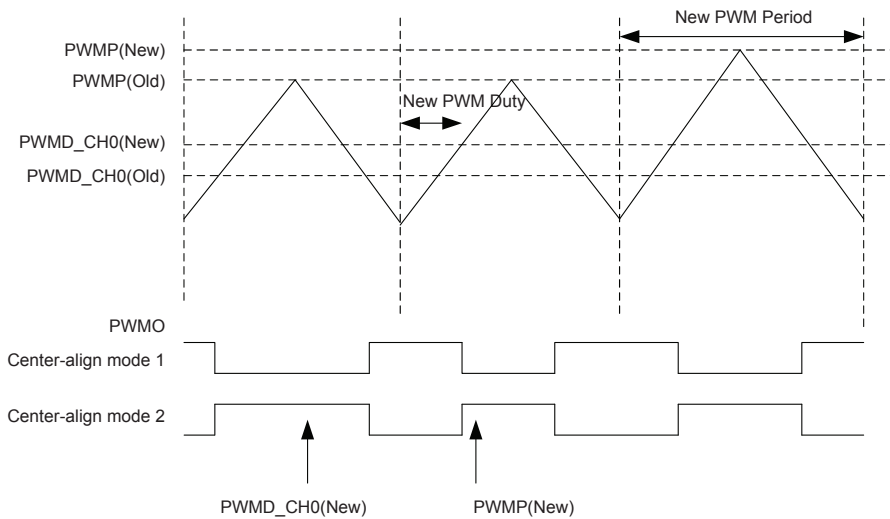 New PWM Period
PWMP(New)
PWMP(Old)
New PWM Duty
PWMD_CH0(New)
PWMD_CH0(Old)
PWMO
Center-align mode 1
Center-align mode 2
PWMD_CH0(New)
PWMP(New)